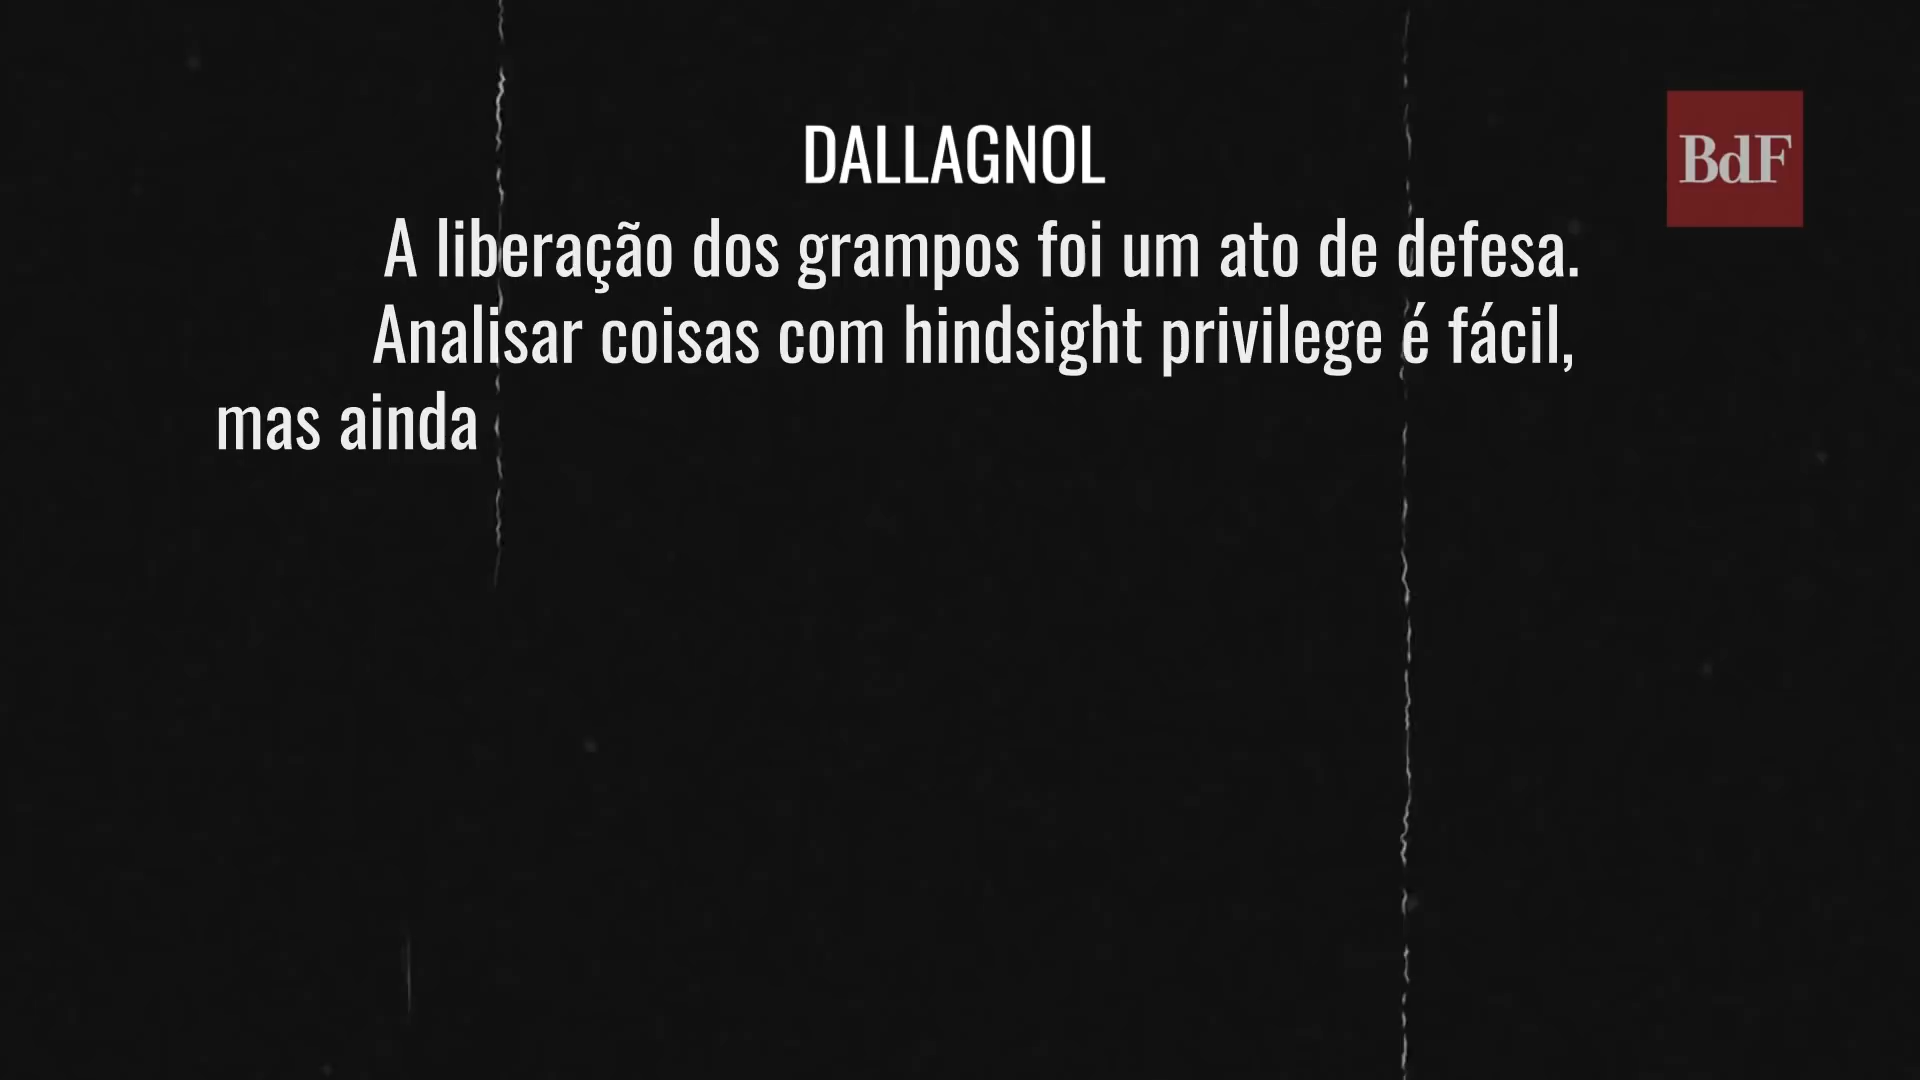 DALLAGNOL
BdF
A liberação dos grampos foi um ato de defesa.
Analisar coisas com hindsight privilege é fácil,
mas ainda